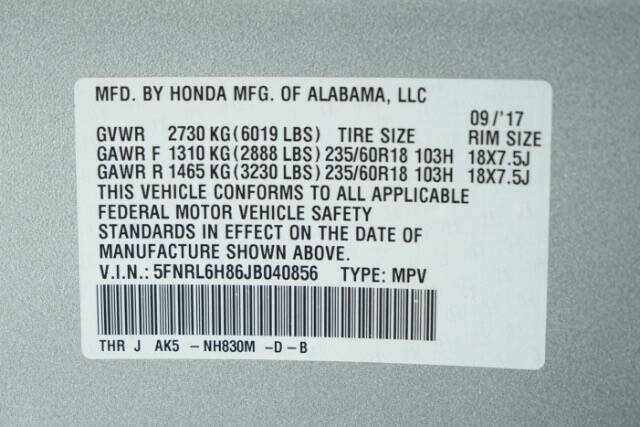 MFD. BY HONDA MFG. OF ALABAMA, LLC
09/'17
GVWR 2730 KG(6019 LBS) TIRE SIZE RIM SIZE
GAWR F 1310 KG(2888 LBS) 235/60R18 103H 18X7.5J
GAWR R 1465 KG(3230 LBS) 235/60R18 103H 18X7.5J
THIS VEHICLE CONFORMS TO ALL APPLICABLE
FEDERAL MOTOR VEHICLE SAFETY
STANDARDS IN EFFECT ON THE DATE OF
MANUFACTURE SHOWN ABOVE.
V.I.N.: 5FNRL6H86JB040856 TYPE: MPV
THR J AK5 -NH830M -D-B